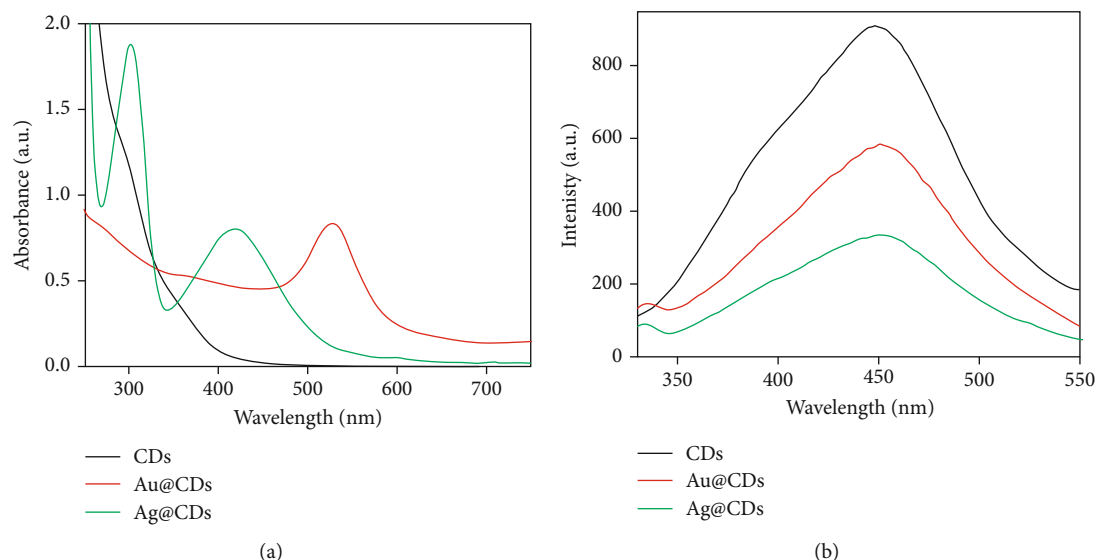 2.0
1.5
1.0
0.5
0.0
Absorbance (a.u.)
300 400 500 600 700
Wavelength (nm)
CDs
Au@CDs
Ag@CDs
(a)
800
600
400
200
0
Intenisty (a.u.)
350 400 450 500 550
Wavelength (nm)
CDs
Au@CDs
Ag@CDs
(b)